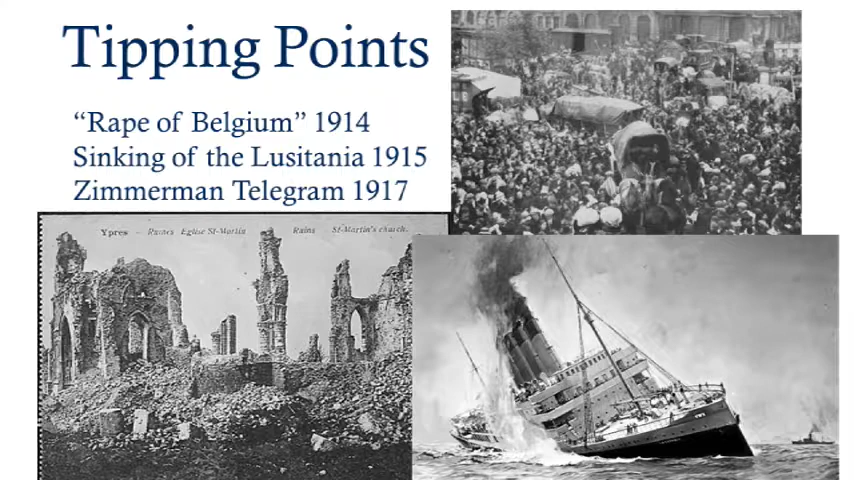 Tipping Points
“Rape of Belgium” 1914
Sinking of the Lusitania 1915
Zimmerman Telegram 1917
Ypres – Ruines Eglise St-Martin Ruins St-Martin's church.